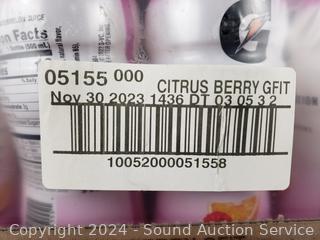 05155 000 CITRUS BERRY GFIT
Nov 30 2023 1436 DT 03 05 3 2
10052000051558
Copyright 2024 - Sound Auction Service